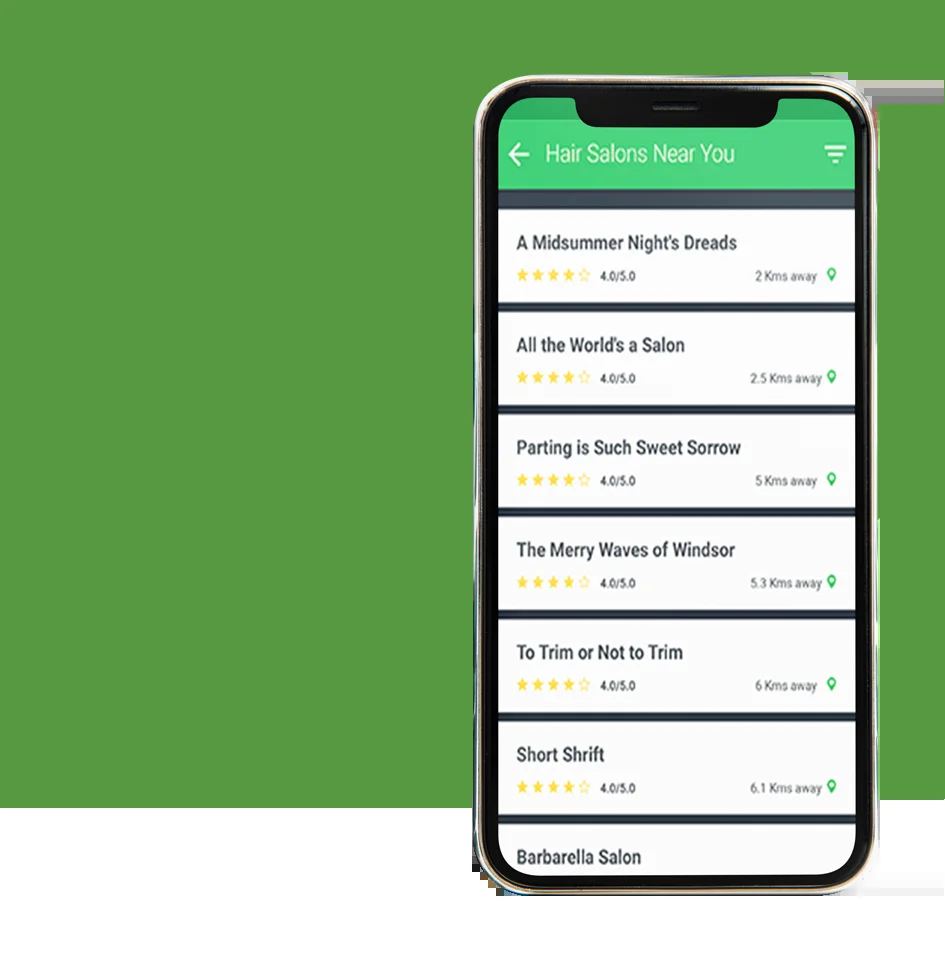 Hair Salons Near You
A Midsummer Night's Dreads
4.0/5.0 2 Kms away
All the World's a Salon
4.0/5.0 2.5 Kms away
Parting is Such Sweet Sorrow
4.0/5.0 5 Kms away
The Merry Waves of Windsor
4.0/5.0 5.3 Kms away
To Trim or Not to Trim
4.0/5.0 6 Kms away
Short Shrift
4.0/5.0 6.1 Kms away
Barbarella Salon